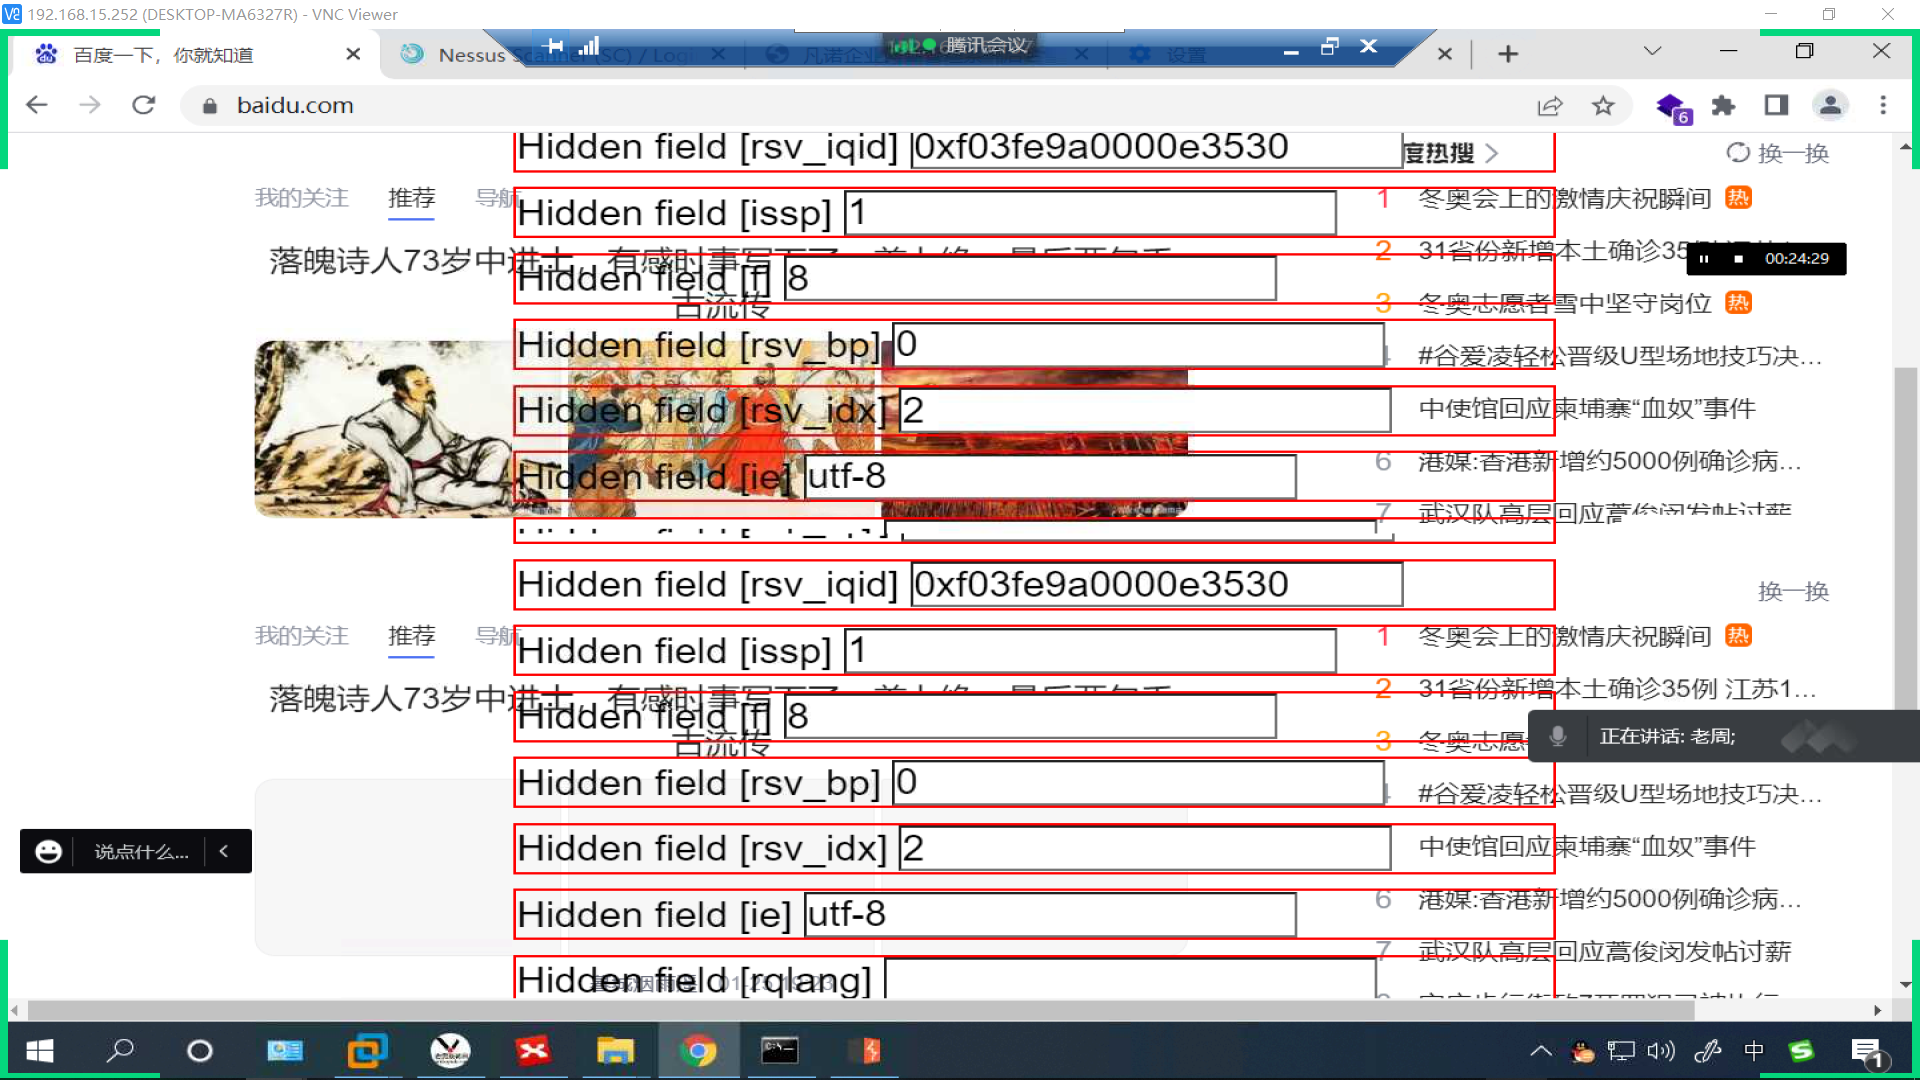 192.168.15.252 (DESKTOP-MA6327R) - VNC Viewer
百度一下，你就知道
Nessus Scanner (SC) / Logi
凡诺企业
设置
腾讯会议
baidu.com
6
Hidden field [rsv_iqid] 0xf03fe9a0000e3530
度热搜
换一换
我的关注 推荐 导航
Hidden field [issp] 1
1 冬奥会上的激情庆祝瞬间 热
落魄诗人73岁中进士，有感时事写下了一首七绝，最后两句千
古流传
2 31省份新增本土确诊35例
00:24:29
Hidden field [f] 8
3 冬奥志愿者雪中坚守岗位 热
Hidden field [rsv_bp] 0
4 #谷爱凌轻松晋级U型场地技巧决...
Hidden field [rsv_idx] 2
中使馆回应柬埔寨“血奴”事件
Hidden field [ie] utf-8
6 港媒:香港新增约5000例确诊病...
7 武汉队高层回应蒿俊闵发帖讨薪
Hidden field [rsv_iqid] 0xf03fe9a0000e3530
换一换
我的关注 推荐 导航
Hidden field [issp] 1
1 冬奥会上的激情庆祝瞬间 热
落魄诗人73岁中进士，有感时事写下了一首七绝，最后两句千
古流传
2 31省份新增本土确诊35例 江苏1...
Hidden field [f] 8
3 冬奥志愿
正在讲话: 老周;
Hidden field [rsv_bp] 0
4 #谷爱凌轻松晋级U型场地技巧决...
Hidden field [rsv_idx] 2
中使馆回应柬埔寨“血奴”事件
说点什么...
Hidden field [ie] utf-8
6 港媒:香港新增约5000例确诊病...
7 武汉队高层回应蒿俊闵发帖讨薪
Hidden field [rqlang]
01-25 19:23
中
1